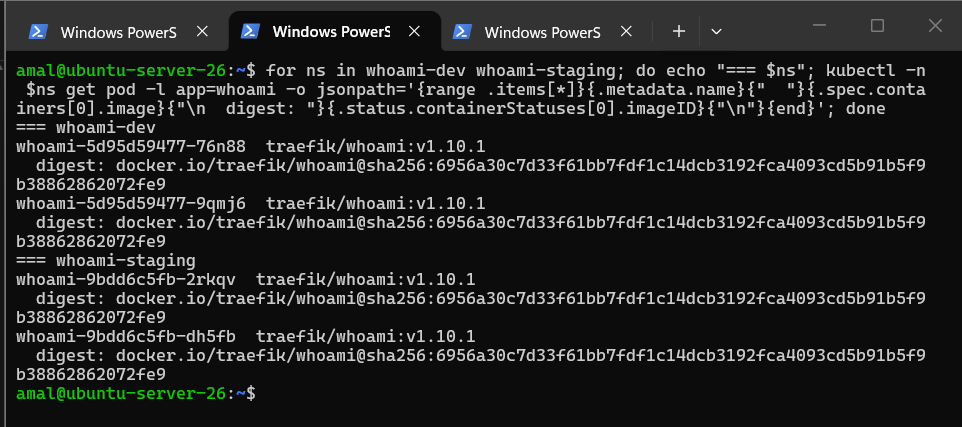 Windows PowerS
Windows PowerS
Windows PowerS
amal@ubuntu-server-26:~$ for ns in whoami-dev whoami-staging; do echo "=== $ns"; kubectl -n
 $ns get pod -l app=whoami -o jsonpath='{range .items[*]}{.metadata.name}{"  "}{.spec.conta
iners[0].image}{"\n  digest: "}{.status.containerStatuses[0].imageID}{"\n"}{end}'; done
=== whoami-dev
whoami-5d95d59477-76n88  traefik/whoami:v1.10.1
  digest: docker.io/traefik/whoami@sha256:6956a30c7d33f61bb7fdf1c14dcb3192fca4093cd5b91b5f9
b38862862072fe9
whoami-5d95d59477-9qmj6  traefik/whoami:v1.10.1
  digest: docker.io/traefik/whoami@sha256:6956a30c7d33f61bb7fdf1c14dcb3192fca4093cd5b91b5f9
b38862862072fe9
=== whoami-staging
whoami-9bdd6c5fb-2rkqv  traefik/whoami:v1.10.1
  digest: docker.io/traefik/whoami@sha256:6956a30c7d33f61bb7fdf1c14dcb3192fca4093cd5b91b5f9
b38862862072fe9
whoami-9bdd6c5fb-dh5fb  traefik/whoami:v1.10.1
  digest: docker.io/traefik/whoami@sha256:6956a30c7d33f61bb7fdf1c14dcb3192fca4093cd5b91b5f9
b38862862072fe9
amal@ubuntu-server-26:~$